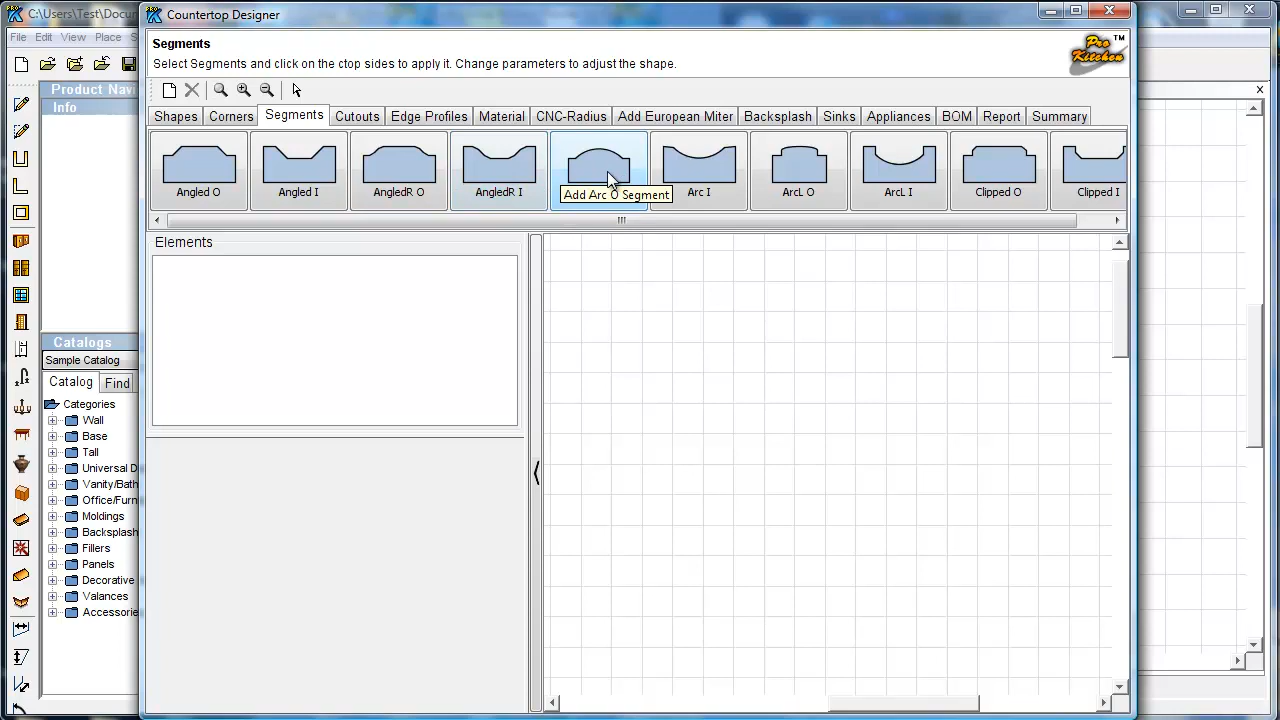 C:\Users\Test\Docum
Countertop Designer
File Edit View Place
Segments
Select Segments and click on the ctop sides to apply it. Change parameters to adjust the shape.
Pro Kitchen™
Product Navi
Info
Shapes Corners Segments Cutouts Edge Profiles Material CNC-Radius Add European Miter Backsplash Sinks Appliances BOM Report Summary
Angled O Angled I AngledR O AngledR I Arc I ArcL O ArcL I Clipped O Clipped I
Add Arc O Segment
Elements
Catalogs
Sample Catalog
Catalog Find
Categories
Wall
Base
Tall
Universal D
Vanity/Bath
Office/Furn
Moldings
Backsplash
Fillers
Panels
Decorative
Valances
Accessorie